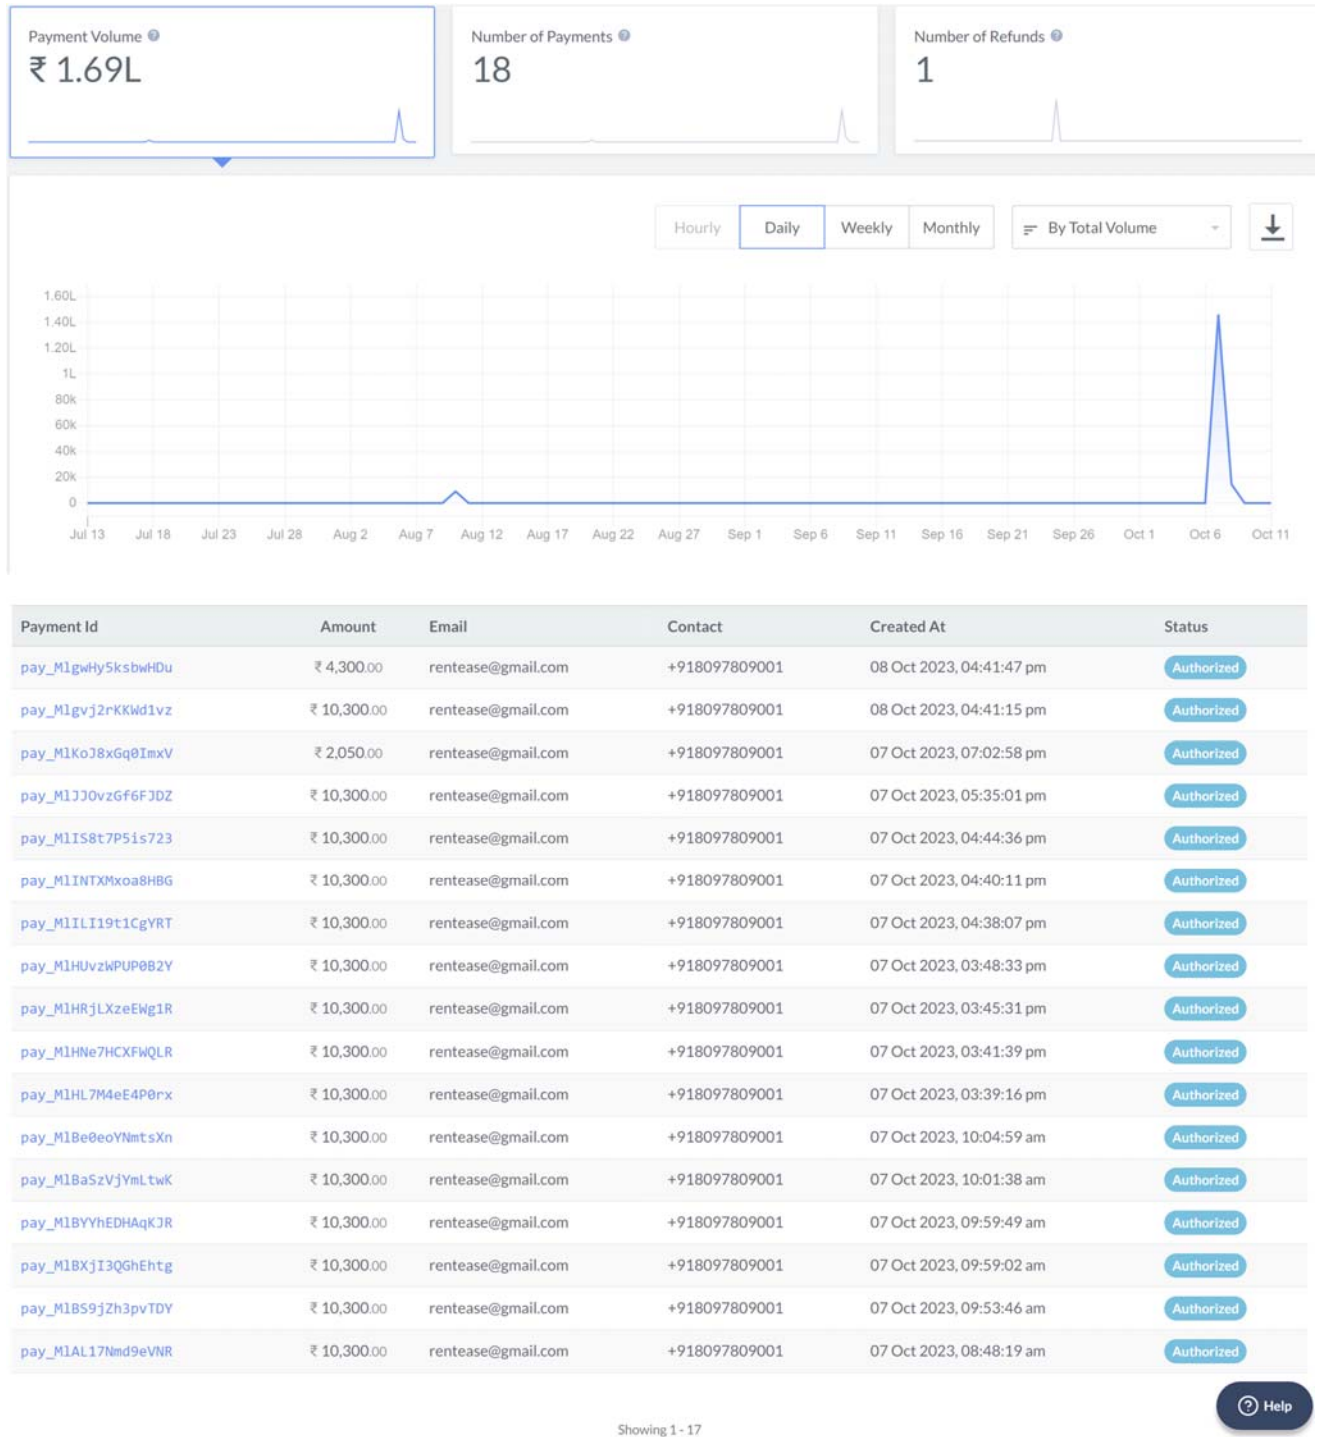 Payment Volume
₹ 1.69L
Number of Payments
18
Number of Refunds
1
Hourly Daily Weekly Monthly By Total Volume
1.60L
1.40L
1.20L
1L
80k
60k
40k
20k
0
Jul 13 Jul 18 Jul 23 Jul 28 Aug 2 Aug 7 Aug 12 Aug 17 Aug 22 Aug 27 Sep 1 Sep 6 Sep 11 Sep 16 Sep 21 Sep 26 Oct 1 Oct 6 Oct 11
Payment Id Amount Email Contact Created At Status
pay_MlgwHy5ksbwHDu ₹ 4,300.00 rentease@gmail.com +918097809001 08 Oct 2023, 04:41:47 pm Authorized
pay_Mlgvj2rKKWd1vz ₹ 10,300.00 rentease@gmail.com +918097809001 08 Oct 2023, 04:41:15 pm Authorized
pay_MlKoJ8xGq0ImxV ₹ 2,050.00 rentease@gmail.com +918097809001 07 Oct 2023, 07:02:58 pm Authorized
pay_MlJJOvzGf6FJDZ ₹ 10,300.00 rentease@gmail.com +918097809001 07 Oct 2023, 05:35:01 pm Authorized
pay_MlIS8t7P5is723 ₹ 10,300.00 rentease@gmail.com +918097809001 07 Oct 2023, 04:44:36 pm Authorized
pay_MlINTXMxoa8HBG ₹ 10,300.00 rentease@gmail.com +918097809001 07 Oct 2023, 04:40:11 pm Authorized
pay_MlILI19t1CgYRT ₹ 10,300.00 rentease@gmail.com +918097809001 07 Oct 2023, 04:38:07 pm Authorized
pay_MlHUvzWPUP0B2Y ₹ 10,300.00 rentease@gmail.com +918097809001 07 Oct 2023, 03:48:33 pm Authorized
pay_MlHRjLXzeEWg1R ₹ 10,300.00 rentease@gmail.com +918097809001 07 Oct 2023, 03:45:31 pm Authorized
pay_MlHNe7HCXFWQLR ₹ 10,300.00 rentease@gmail.com +918097809001 07 Oct 2023, 03:41:39 pm Authorized
pay_MlHL7M4eE4P0rx ₹ 10,300.00 rentease@gmail.com +918097809001 07 Oct 2023, 03:39:16 pm Authorized
pay_MlBe0eoYNmtsXn ₹ 10,300.00 rentease@gmail.com +918097809001 07 Oct 2023, 10:04:59 am Authorized
pay_MlBaSzVjYmLtwK ₹ 10,300.00 rentease@gmail.com +918097809001 07 Oct 2023, 10:01:38 am Authorized
pay_MlBYYhEDHAqKJR ₹ 10,300.00 rentease@gmail.com +918097809001 07 Oct 2023, 09:59:49 am Authorized
pay_MlBXjI3QGhEhtg ₹ 10,300.00 rentease@gmail.com +918097809001 07 Oct 2023, 09:59:02 am Authorized
pay_MlBS9jZh3pvTDY ₹ 10,300.00 rentease@gmail.com +918097809001 07 Oct 2023, 09:53:46 am Authorized
pay_MlAL17Nmd9eVNR ₹ 10,300.00 rentease@gmail.com +918097809001 07 Oct 2023, 08:48:19 am Authorized
? Help
Showing 1 - 17